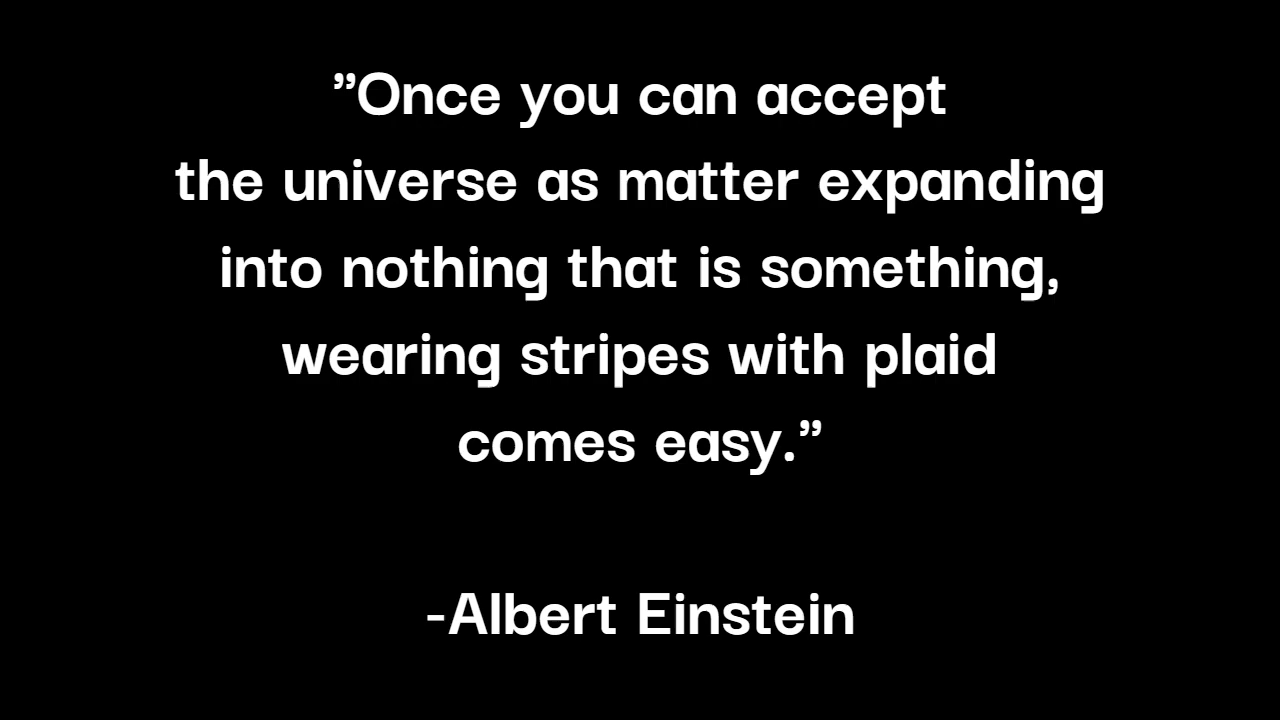 ”Once you can accept
the universe as matter expanding
into nothing that is something,
wearing stripes with plaid
comes easy.”
-Albert Einstein